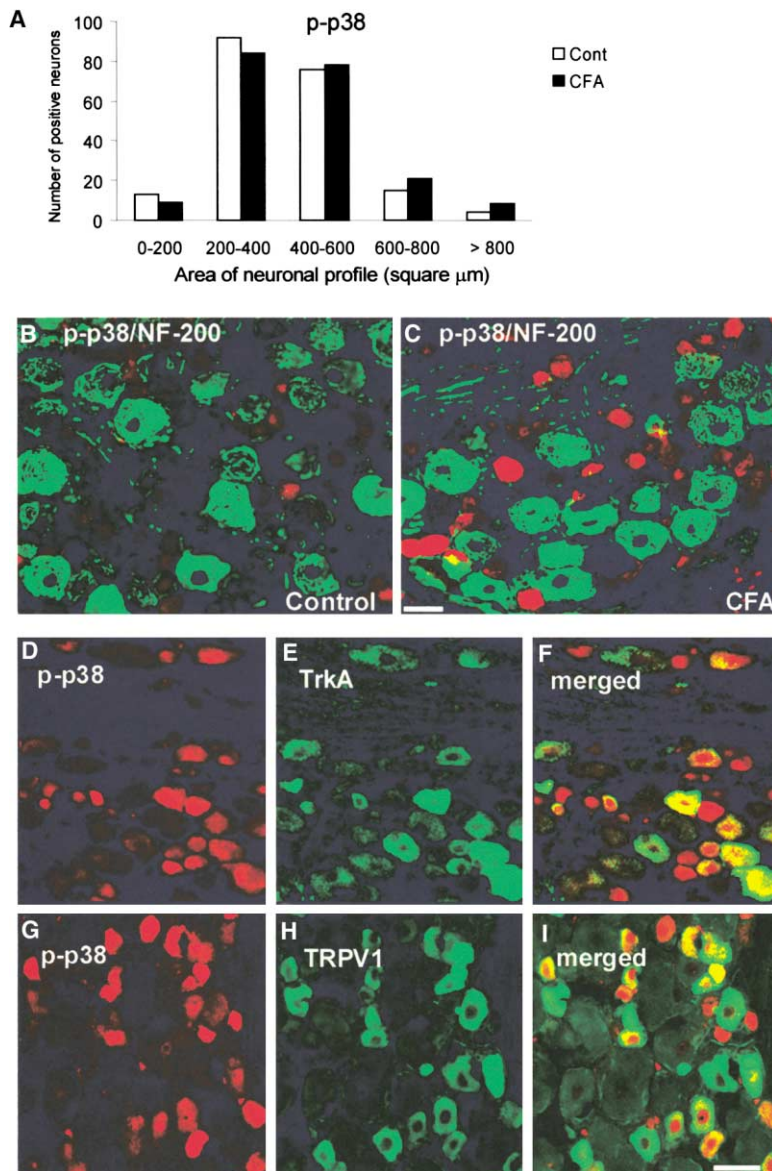 A
p-p38
Number of positive neurons
100
80
60
40
20
0
Cont
CFA
0-200 200-400 400-600 600-800 > 800
Area of neuronal profile (square μm)
B p-p38/NF-200
Control
C p-p38/NF-200
CFA
D p-p38
E TrkA
F merged
G p-p38
H TRPV1
I merged